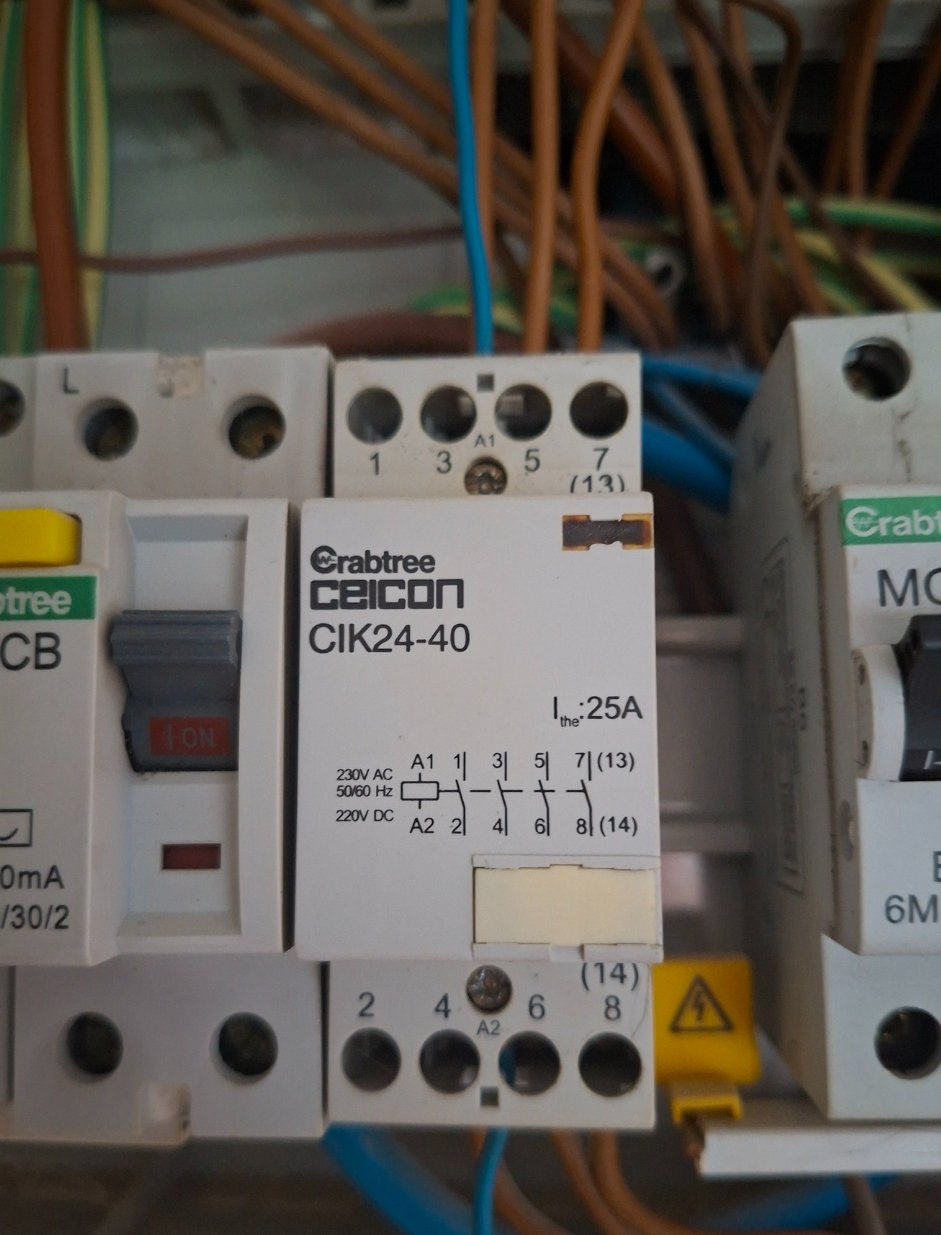 L
1 3 A1 5 7
(13)
Crabtree
ceicon
CIK24-40
Ithe:25A
A1 1 3 5 7 (13)
230V AC
50/60 Hz
220V DC
A2 2 4 6 8 (14)
(14)
2 4 6 8
A2
btree
CB
ION
0mA
/30/2
Crabt
MC
6M